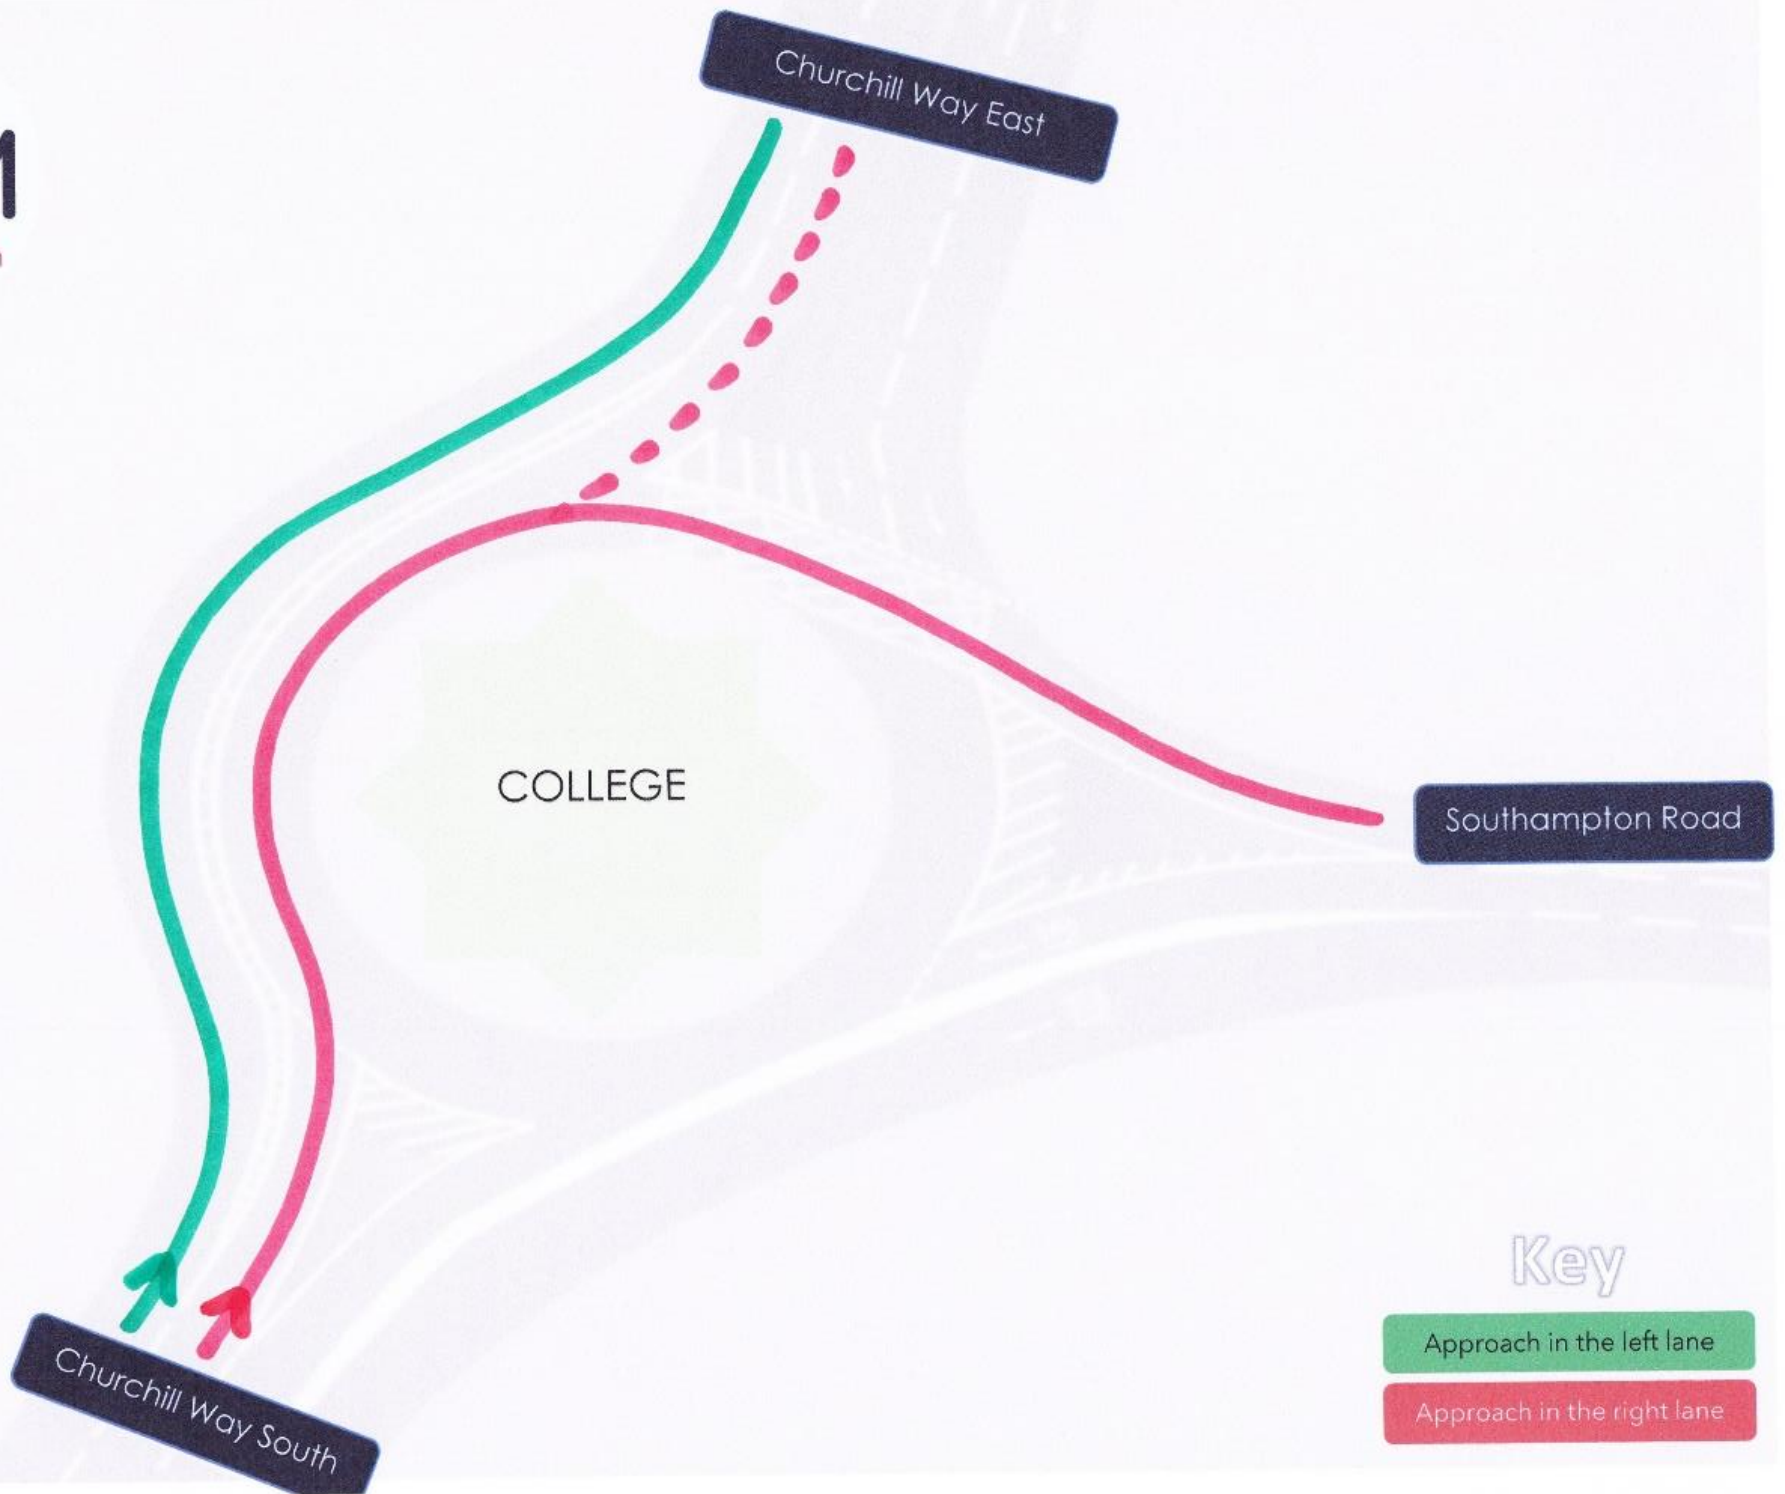 Churchill Way East
COLLEGE
Southampton Road
Churchill Way South
Key
Approach in the left lane
Approach in the right lane